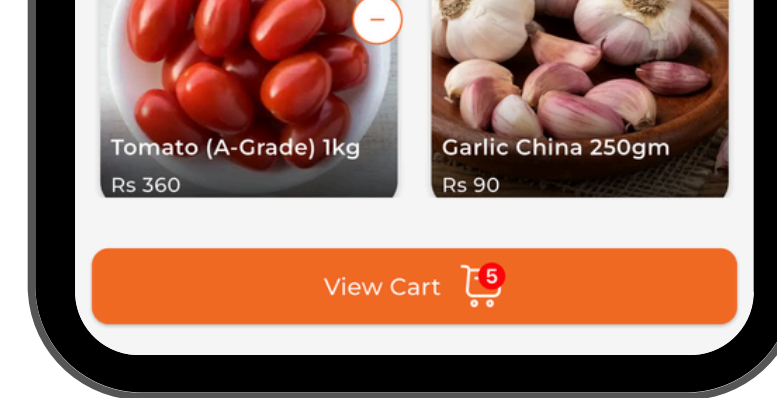 Tomato (A-Grade) 1kg
Rs 360
Garlic China 250gm
Rs 90
View Cart
5